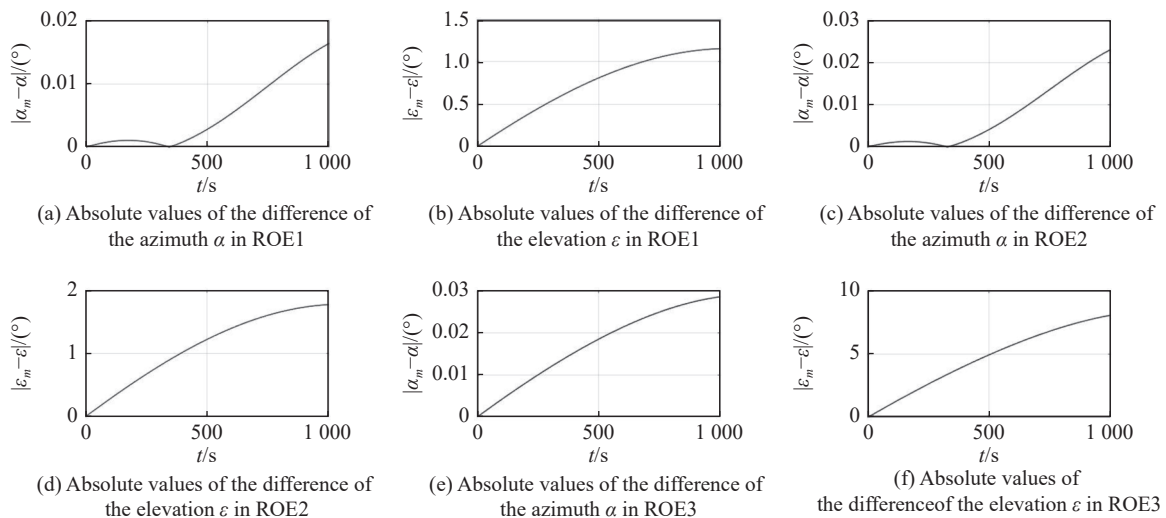 0.02
0.01
0
0
500
1 000
|α_m−α|/(°)
t/s
(a) Absolute values of the difference of
the azimuth α in ROE1
1.5
1.0
0.5
0
0
500
1 000
|ε_m−ε|/(°)
t/s
(b) Absolute values of the difference of
the elevation ε in ROE1
0.03
0.02
0.01
0
0
500
1 000
|α_m−α|/(°)
t/s
(c) Absolute values of the difference of
the azimuth α in ROE2
2
1
0
0
500
1 000
|ε_m−ε|/(°)
t/s
(d) Absolute values of the difference of
the elevation ε in ROE2
0.03
0.02
0.01
0
0
500
1 000
|α_m−α|/(°)
t/s
(e) Absolute values of the difference of
the azimuth α in ROE3
10
5
0
0
500
1 000
|ε_m−ε|/(°)
t/s
(f) Absolute values of
the differenceof the elevation ε in ROE3